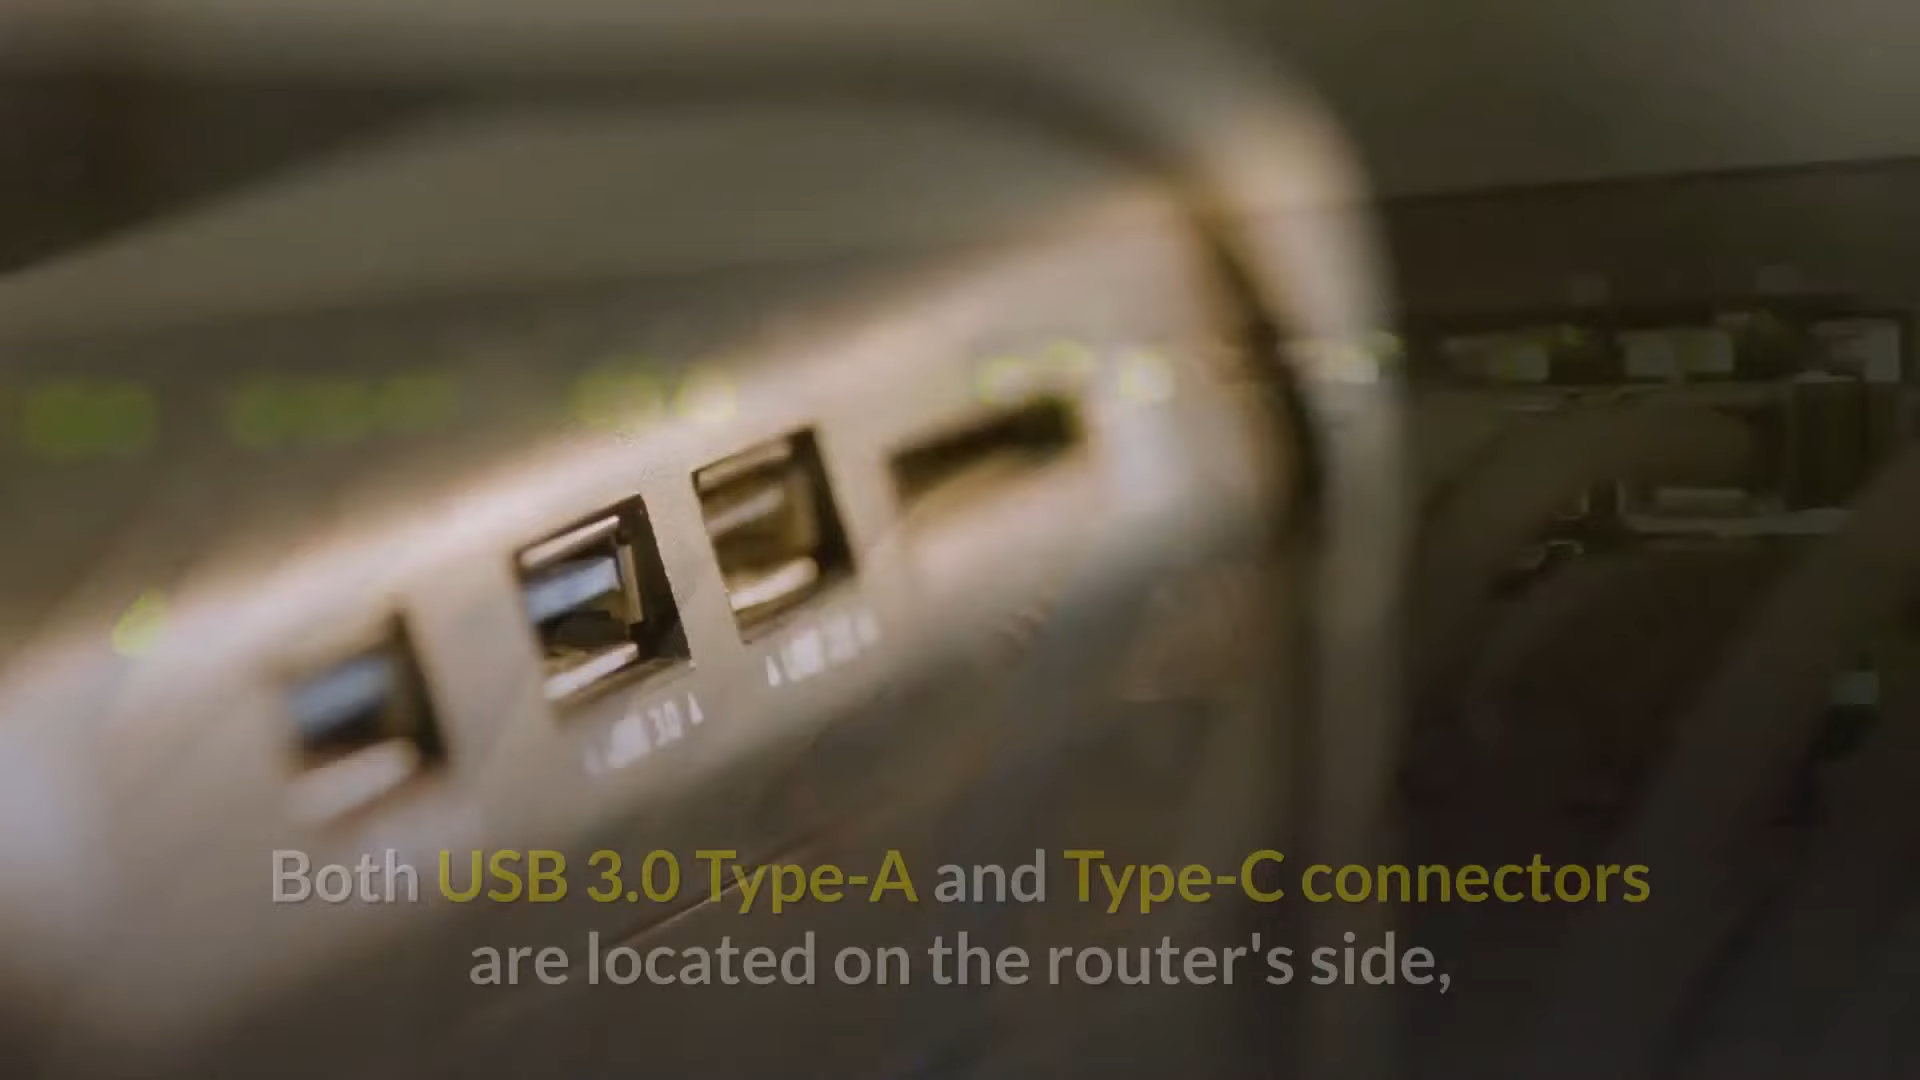 Both USB 3.0 Type-A and Type-C connectors
are located on the router's side,